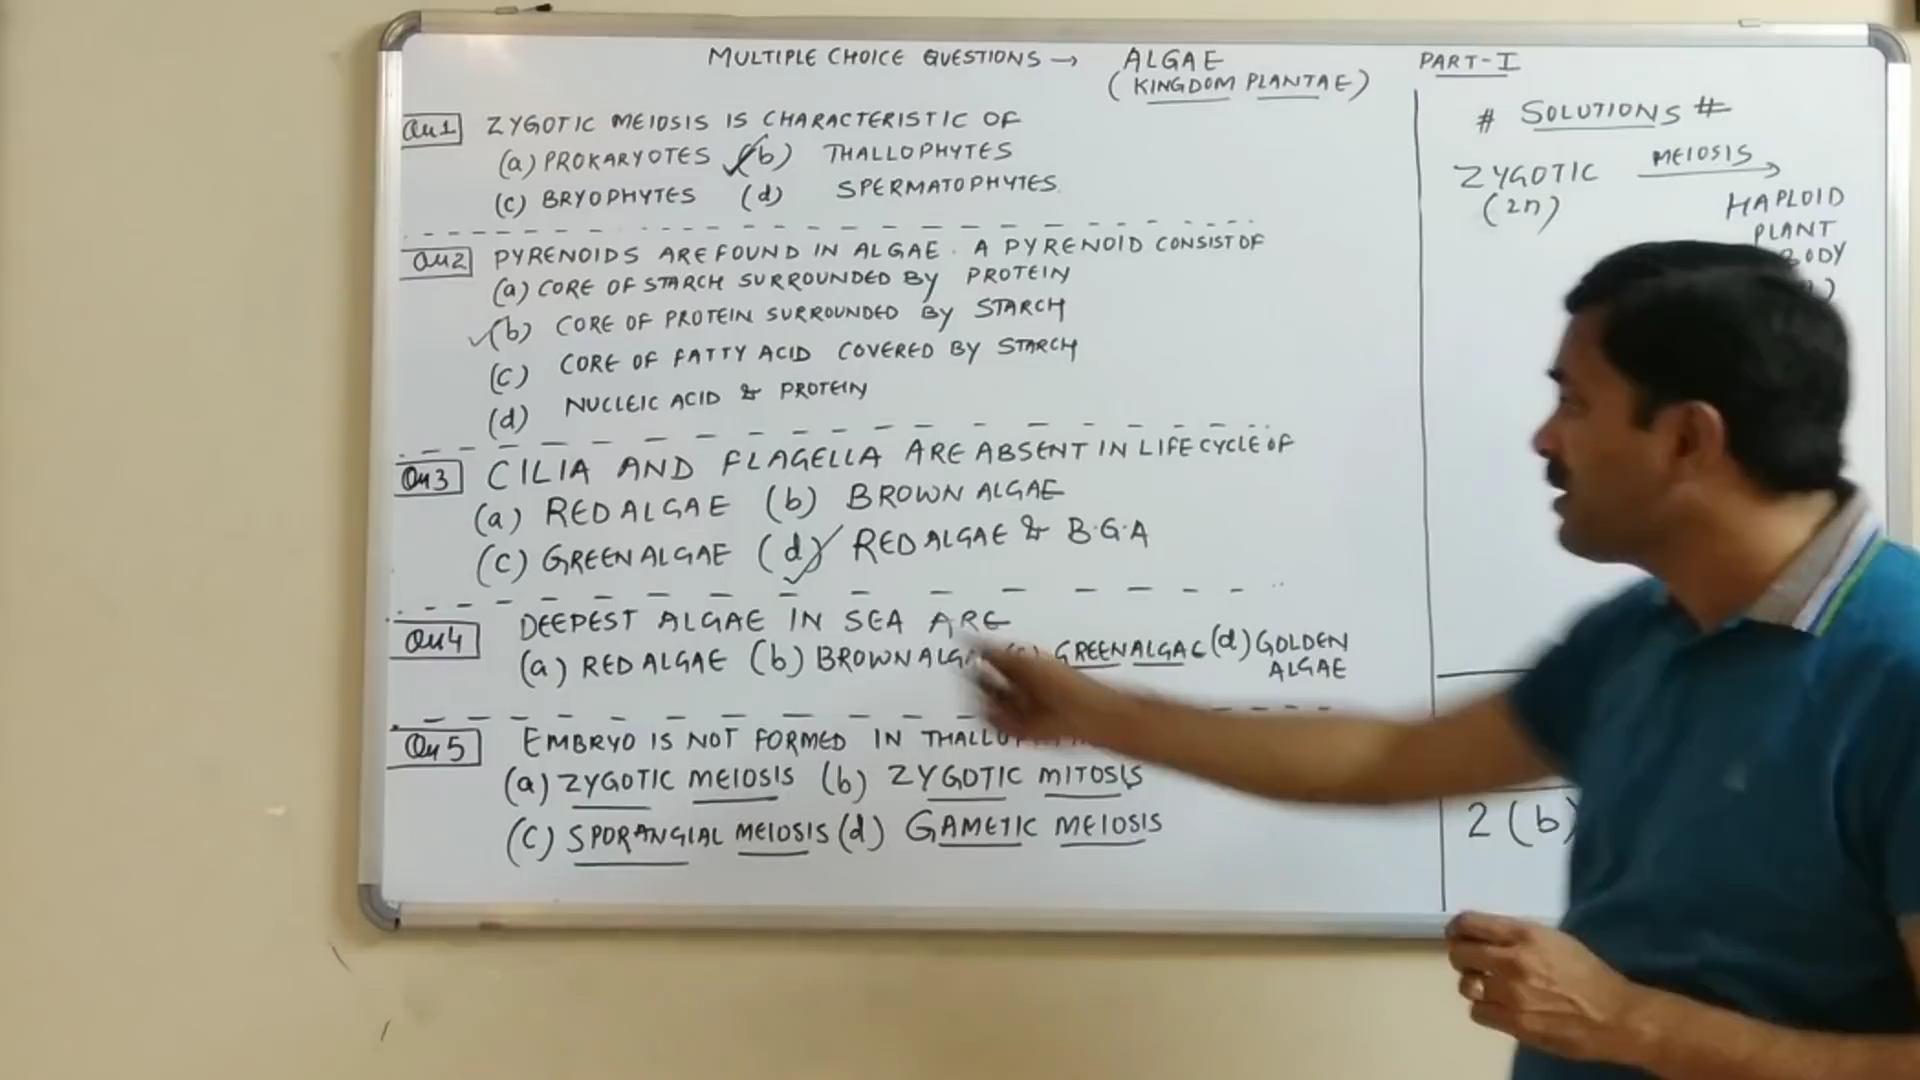 MULTIPLE CHOICE QUESTIONS → ALGAE PART-I
(KINGDOM PLANTAE)
Qu1 ZYGOTIC MEIOSIS IS CHARACTERISTIC OF
(a) PROKARYOTES (b) THALLOPHYTES
(c) BRYOPHYTES (d) SPERMATOPHYTES
Qu2 PYRENOIDS ARE FOUND IN ALGAE. A PYRENOID CONSIST OF
(a) CORE OF STARCH SURROUNDED BY PROTEIN
(b) CORE OF PROTEIN SURROUNDED BY STARCH
(c) CORE OF FATTY ACID COVERED BY STARCH
(d) NUCLEIC ACID & PROTEIN
Qu3 CILIA AND FLAGELLA ARE ABSENT IN LIFE CYCLE OF
(a) RED ALGAE (b) BROWN ALGAE
(c) GREEN ALGAE (d) RED ALGAE & B.G.A
Qu4 DEEPEST ALGAE IN SEA ARE
(a) RED ALGAE (b) BROWN GREEN ALGAE (d) GOLDEN
ALGAE
Qu5 EMBRYO IS NOT FORMED IN
(a) ZYGOTIC MEIOSIS (b) ZYGOTIC MITOSIS
(c) SPORANGIAL MEIOSIS (d) GAMETIC MEIOSIS
# SOLUTIONS #
ZYGOTIC MEIOSIS
(2n)
HAPLOID
PLANT
BODY
2 (b)